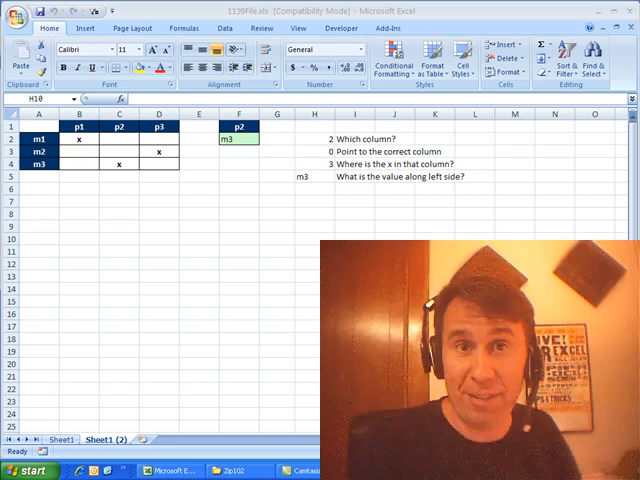 1139File.xls [Compatibility Mode] - Microsoft Excel
Home Insert Page Layout Formulas Data Review View Developer Add-Ins
Paste
Calibri 11
B I U
General
$ % ,
Conditional Formatting
Format as Table
Cell Styles
Insert
Delete
Format
Σ
Sort & Filter
Find & Select
Clipboard Font Alignment Number Styles Cells Editing
H10 fx
A B C D E F G H I J K L M N O
1 p1 p2 p3 p2
2 m1 x m3 2 Which column?
3 m2 x 0 Point to the correct column
4 m3 x 3 Where is the x in that column?
5 m3 What is the value along left side?
6
7
8
9
10
11
12
13
14
15
16
17
18
19
20
21
22
23
24
25
LIVE!
EXCEL
Sheet1 Sheet1 (2)
Ready
start Microsoft Ex... Zip102 Camtasia